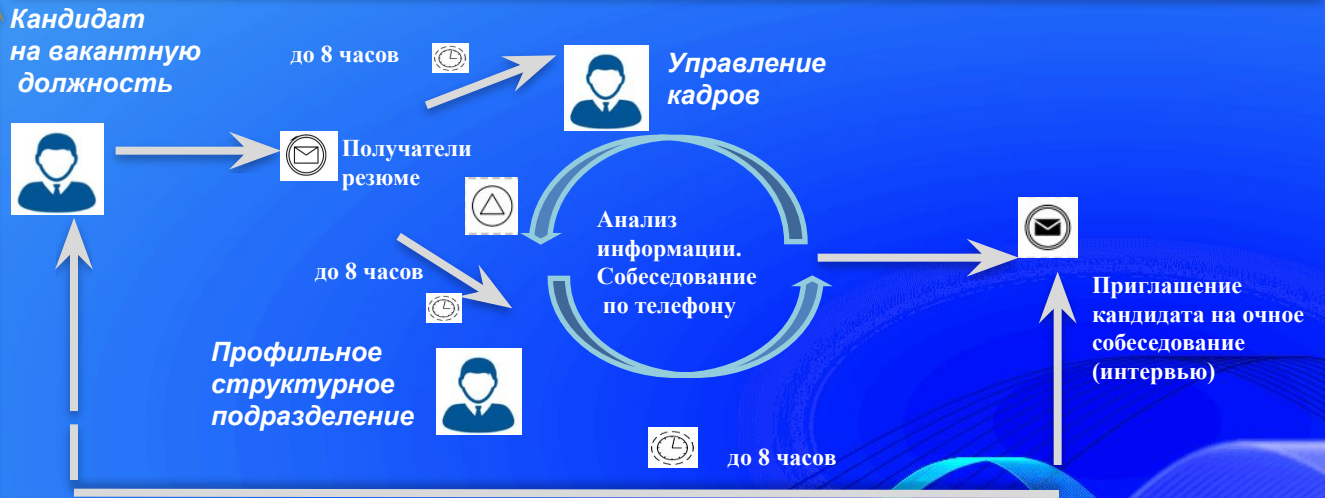 Кандидат
на вакантную
должность
до 8 часов
Управление
кадров
Получатели
резюме
Анализ
информации.
Собеседование
по телефону
до 8 часов
Приглашение
кандидата на очное
собеседование
(интервью)
Профильное
структурное
подразделение
до 8 часов